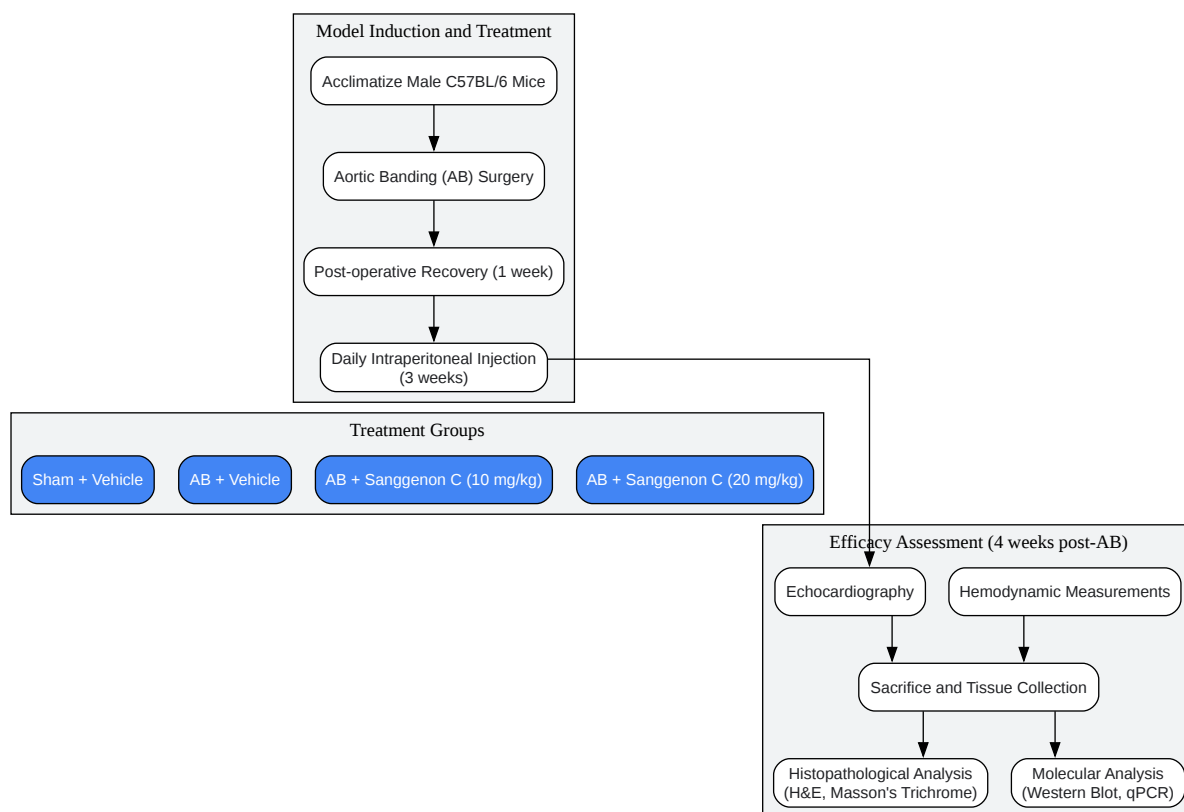 Model Induction and Treatment
Acclimatize Male C57BL/6 Mice
Aortic Banding (AB) Surgery
Post-operative Recovery (1 week)
Daily Intraperitoneal Injection
(3 weeks)
Treatment Groups
Sham + Vehicle
AB + Vehicle
AB + Sanggenon C (10 mg/kg)
AB + Sanggenon C (20 mg/kg)
Efficacy Assessment (4 weeks post-AB)
Echocardiography
Hemodynamic Measurements
Sacrifice and Tissue Collection
Histopathological Analysis
(H&E, Masson's Trichrome)
Molecular Analysis
(Western Blot, qPCR)